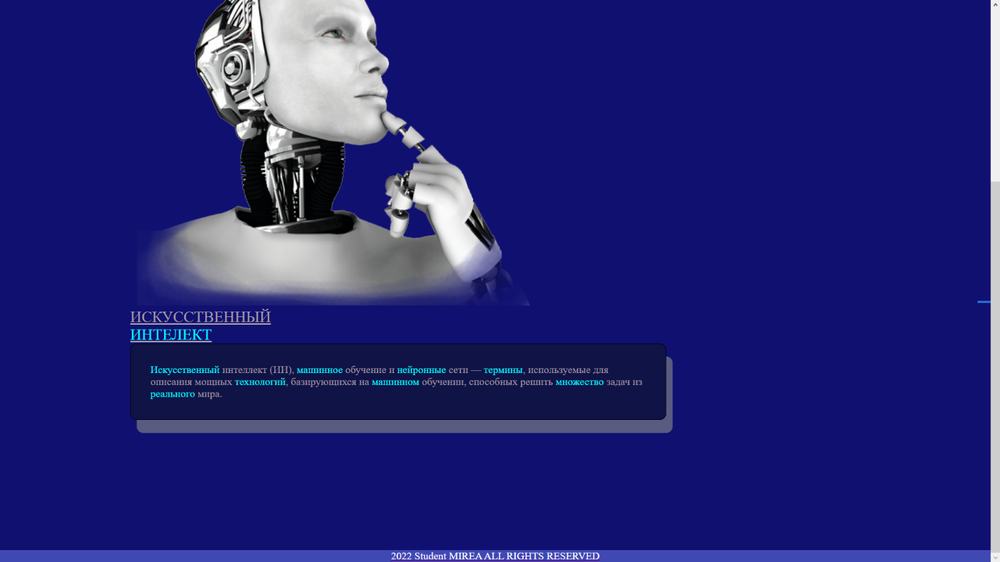 ИСКУССТВЕННЫЙ
ИНТЕЛЕКТ
Искусственный интеллект (ИИ), машинное обучение и нейронные сети — термины, используемые для
описания мощных технологий, базирующихся на машинном обучении, способных решить множество задач из
реального мира.
2022 Student MIREA ALL RIGHTS RESERVED